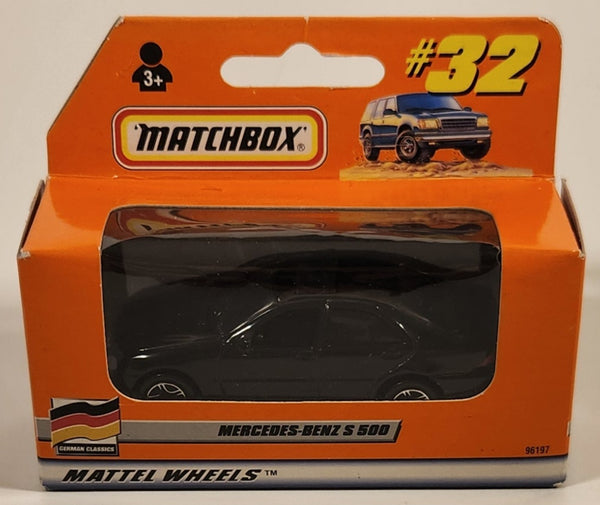 #32
3+
MATCHBOX®
MERCEDES-BENZ S 500
GERMAN CLASSICS
96197
MATTEL WHEELS™